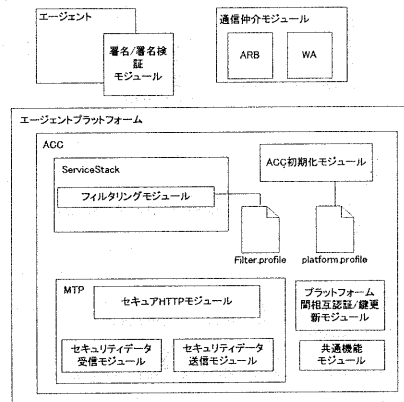 エージェント
署名/署名検
証
モジュール
通信仲介モジュール
ARB
WA
エージェントプラットフォーム
ACC
ServiceStack
フィルタリングモジュール
ACC初期化モジュール
Filter.profile
platform.profile
MTP
セキュアHTTPモジュール
セキュリティデータ
受信モジュール
セキュリティデータ
送信モジュール
プラットフォーム
間相互認証/鍵更
新モジュール
共通機能
モジュール